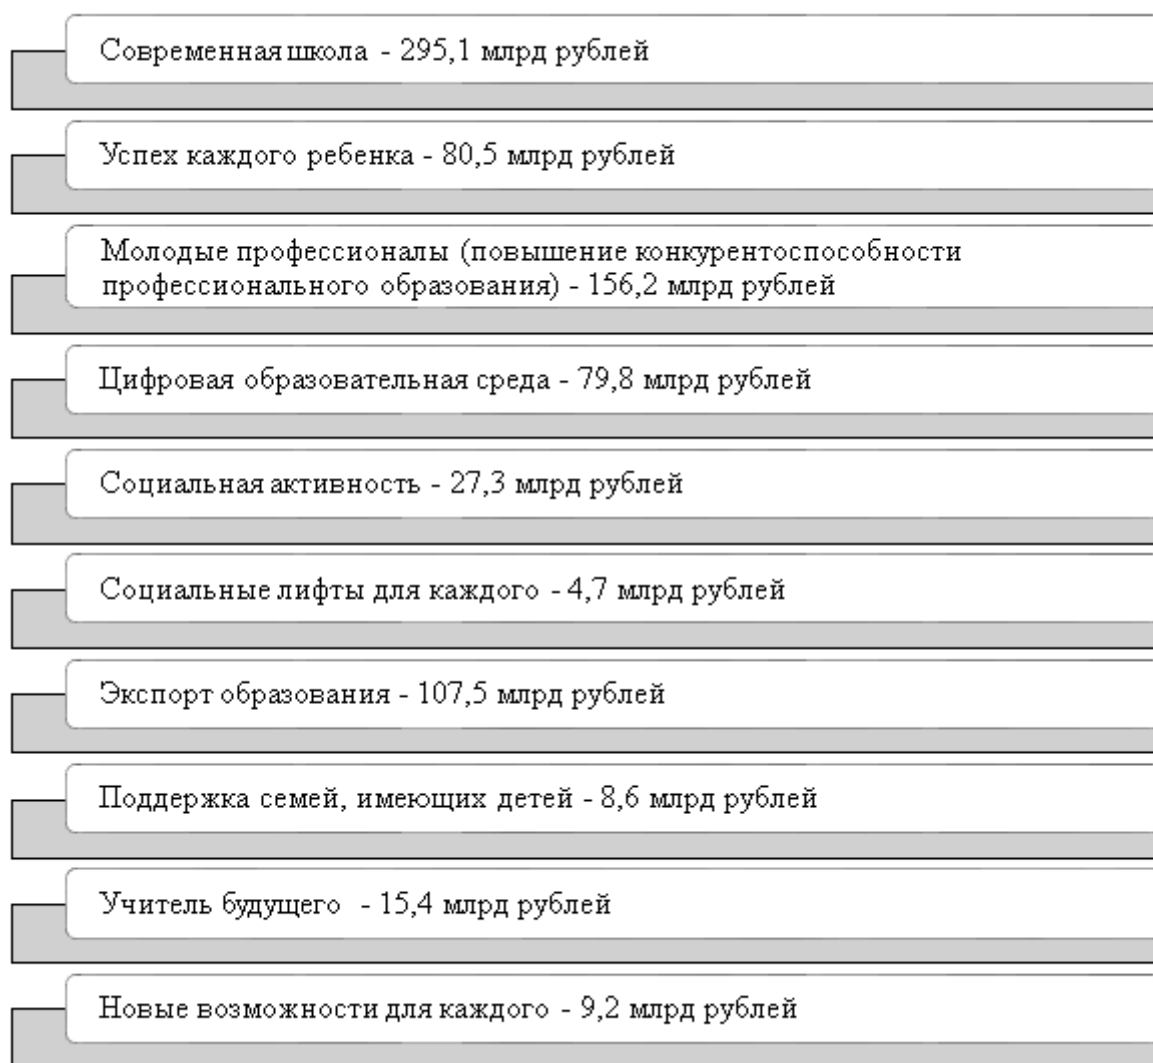 Современная школа - 295,1 млрд рублей
Успех каждого ребенка - 80,5 млрд рублей
Молодые профессионалы (повышение конкурентоспособности
профессионального образования) - 156,2 млрд рублей
Цифровая образовательная среда - 79,8 млрд рублей
Социальная активность - 27,3 млрд рублей
Социальные лифты для каждого - 4,7 млрд рублей
Экспорт образования - 107,5 млрд рублей
Поддержка семей, имеющих детей - 8,6 млрд рублей
Учитель будущего - 15,4 млрд рублей
Новые возможности для каждого - 9,2 млрд рублей